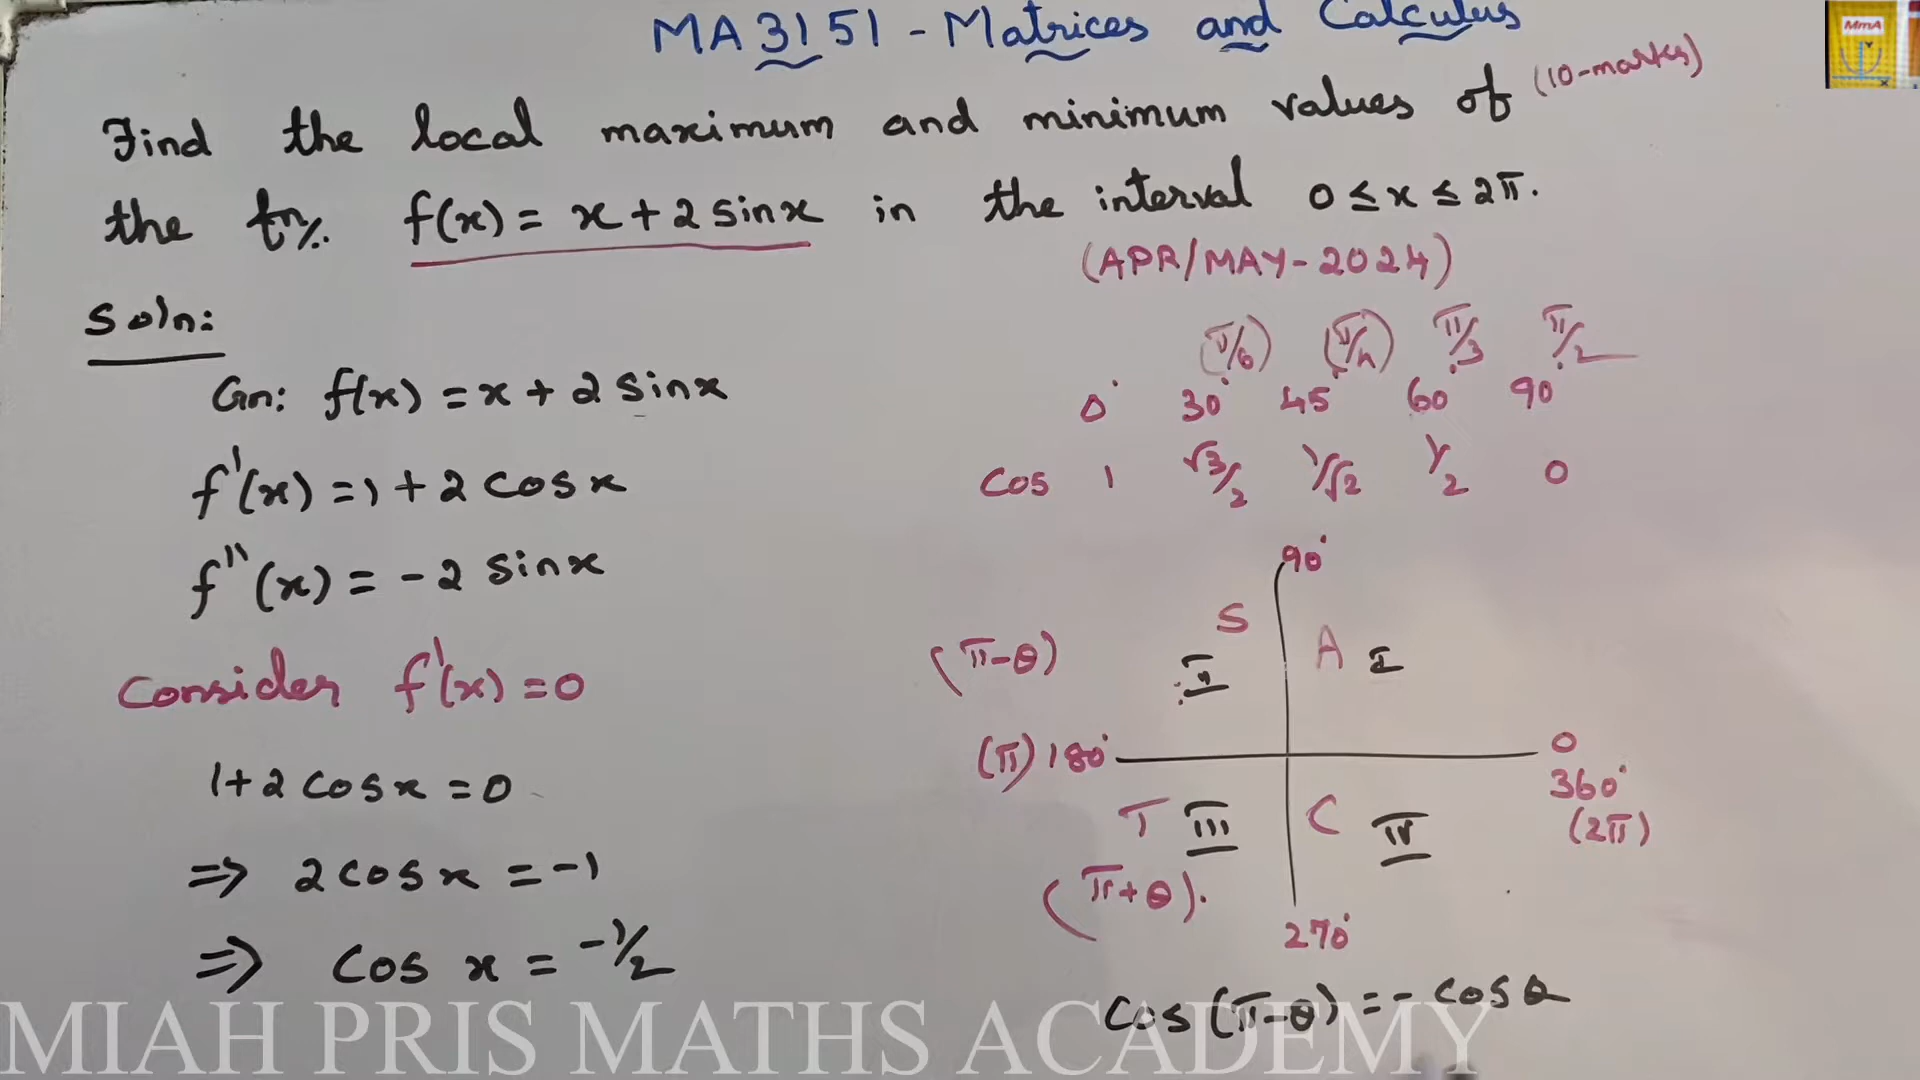 MA3151 - Matrices and Calculus
MmA
(10-marks)
Find the local maximum and minimum values of
the fn/. f(x) = x + 2 sinx in the interval 0 ≤ x ≤ 2π.
(APR/MAY-2024)
Soln:
(π/6) (π/4) π/3 π/2
Gn: f(x) = x + 2 sinx
0° 30° 45° 60° 90°
f'(x) = 1 + 2 cosx
Cos 1 √3/2 1/√2 1/2 0
f''(x) = -2 sinx
90°
S A I
(π-θ) II
Consider f'(x) = 0
(π) 180° 0
360°
(2π)
1 + 2 cosx = 0
T III C IV
⇒ 2 cosx = -1
(π+θ).
270°
⇒ cos x = -1/2
cos(π-θ) = - cosθ
MIAH PRIS MATHS ACADEMY